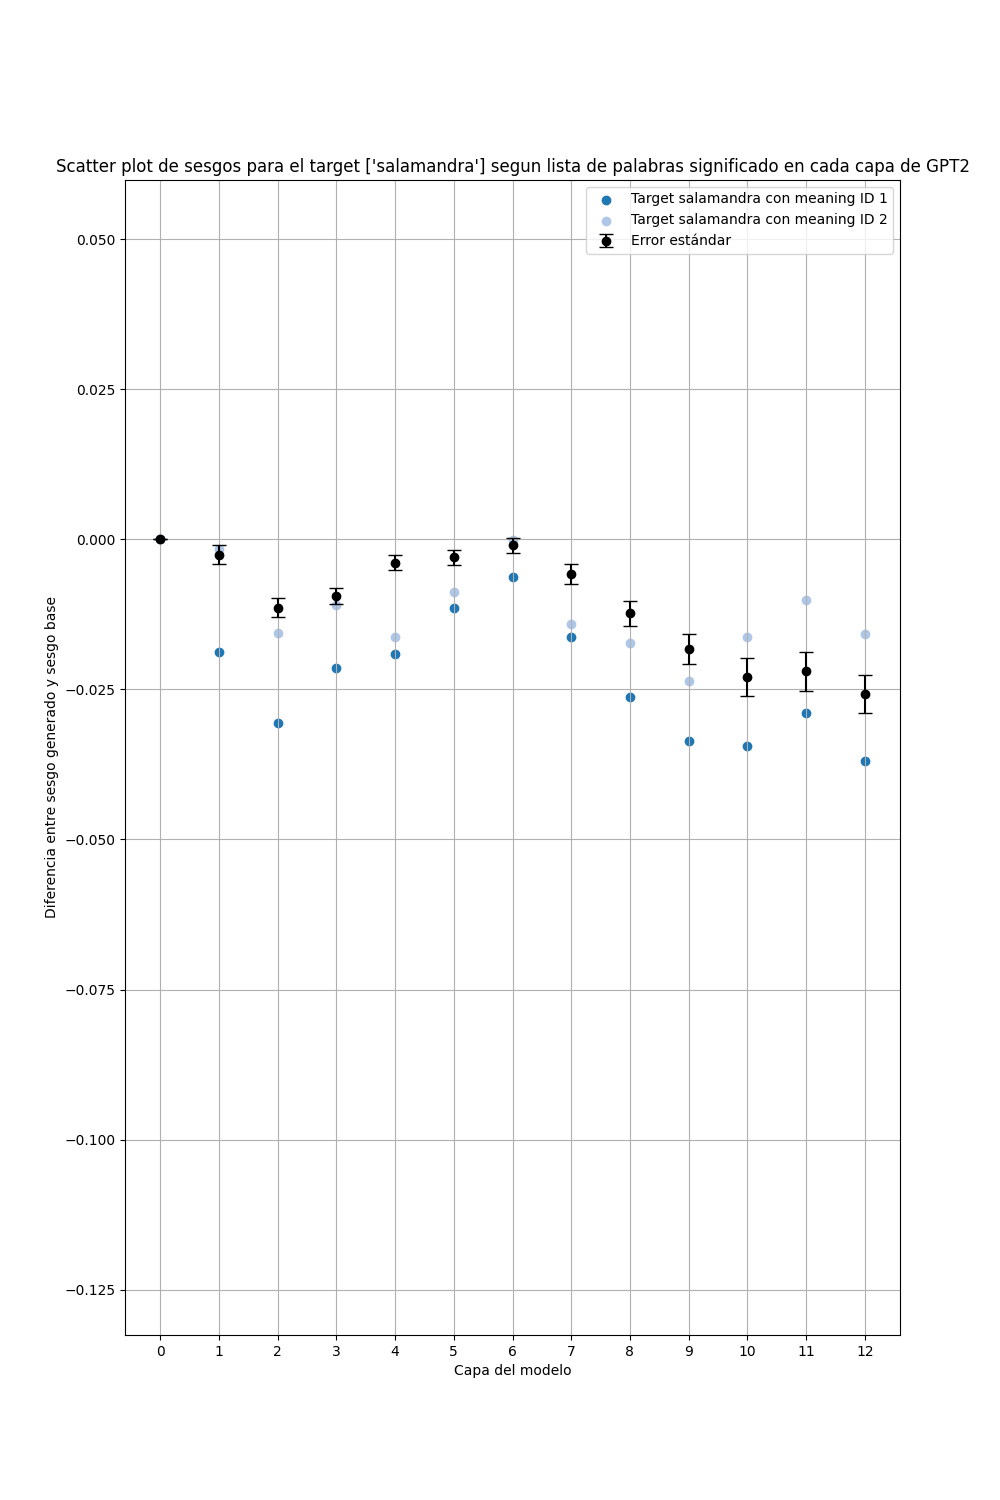 Scatter plot de sesgos para el target ['salamandra'] segun lista de palabras significado en cada capa de GPT2
Target salamandra con meaning ID 1
Target salamandra con meaning ID 2
Error estándar
Diferencia entre sesgo generado y sesgo base
0.050
0.025
0.000
−0.025
−0.050
−0.075
−0.100
−0.125
0 1 2 3 4 5 6 7 8 9 10 11 12
Capa del modelo